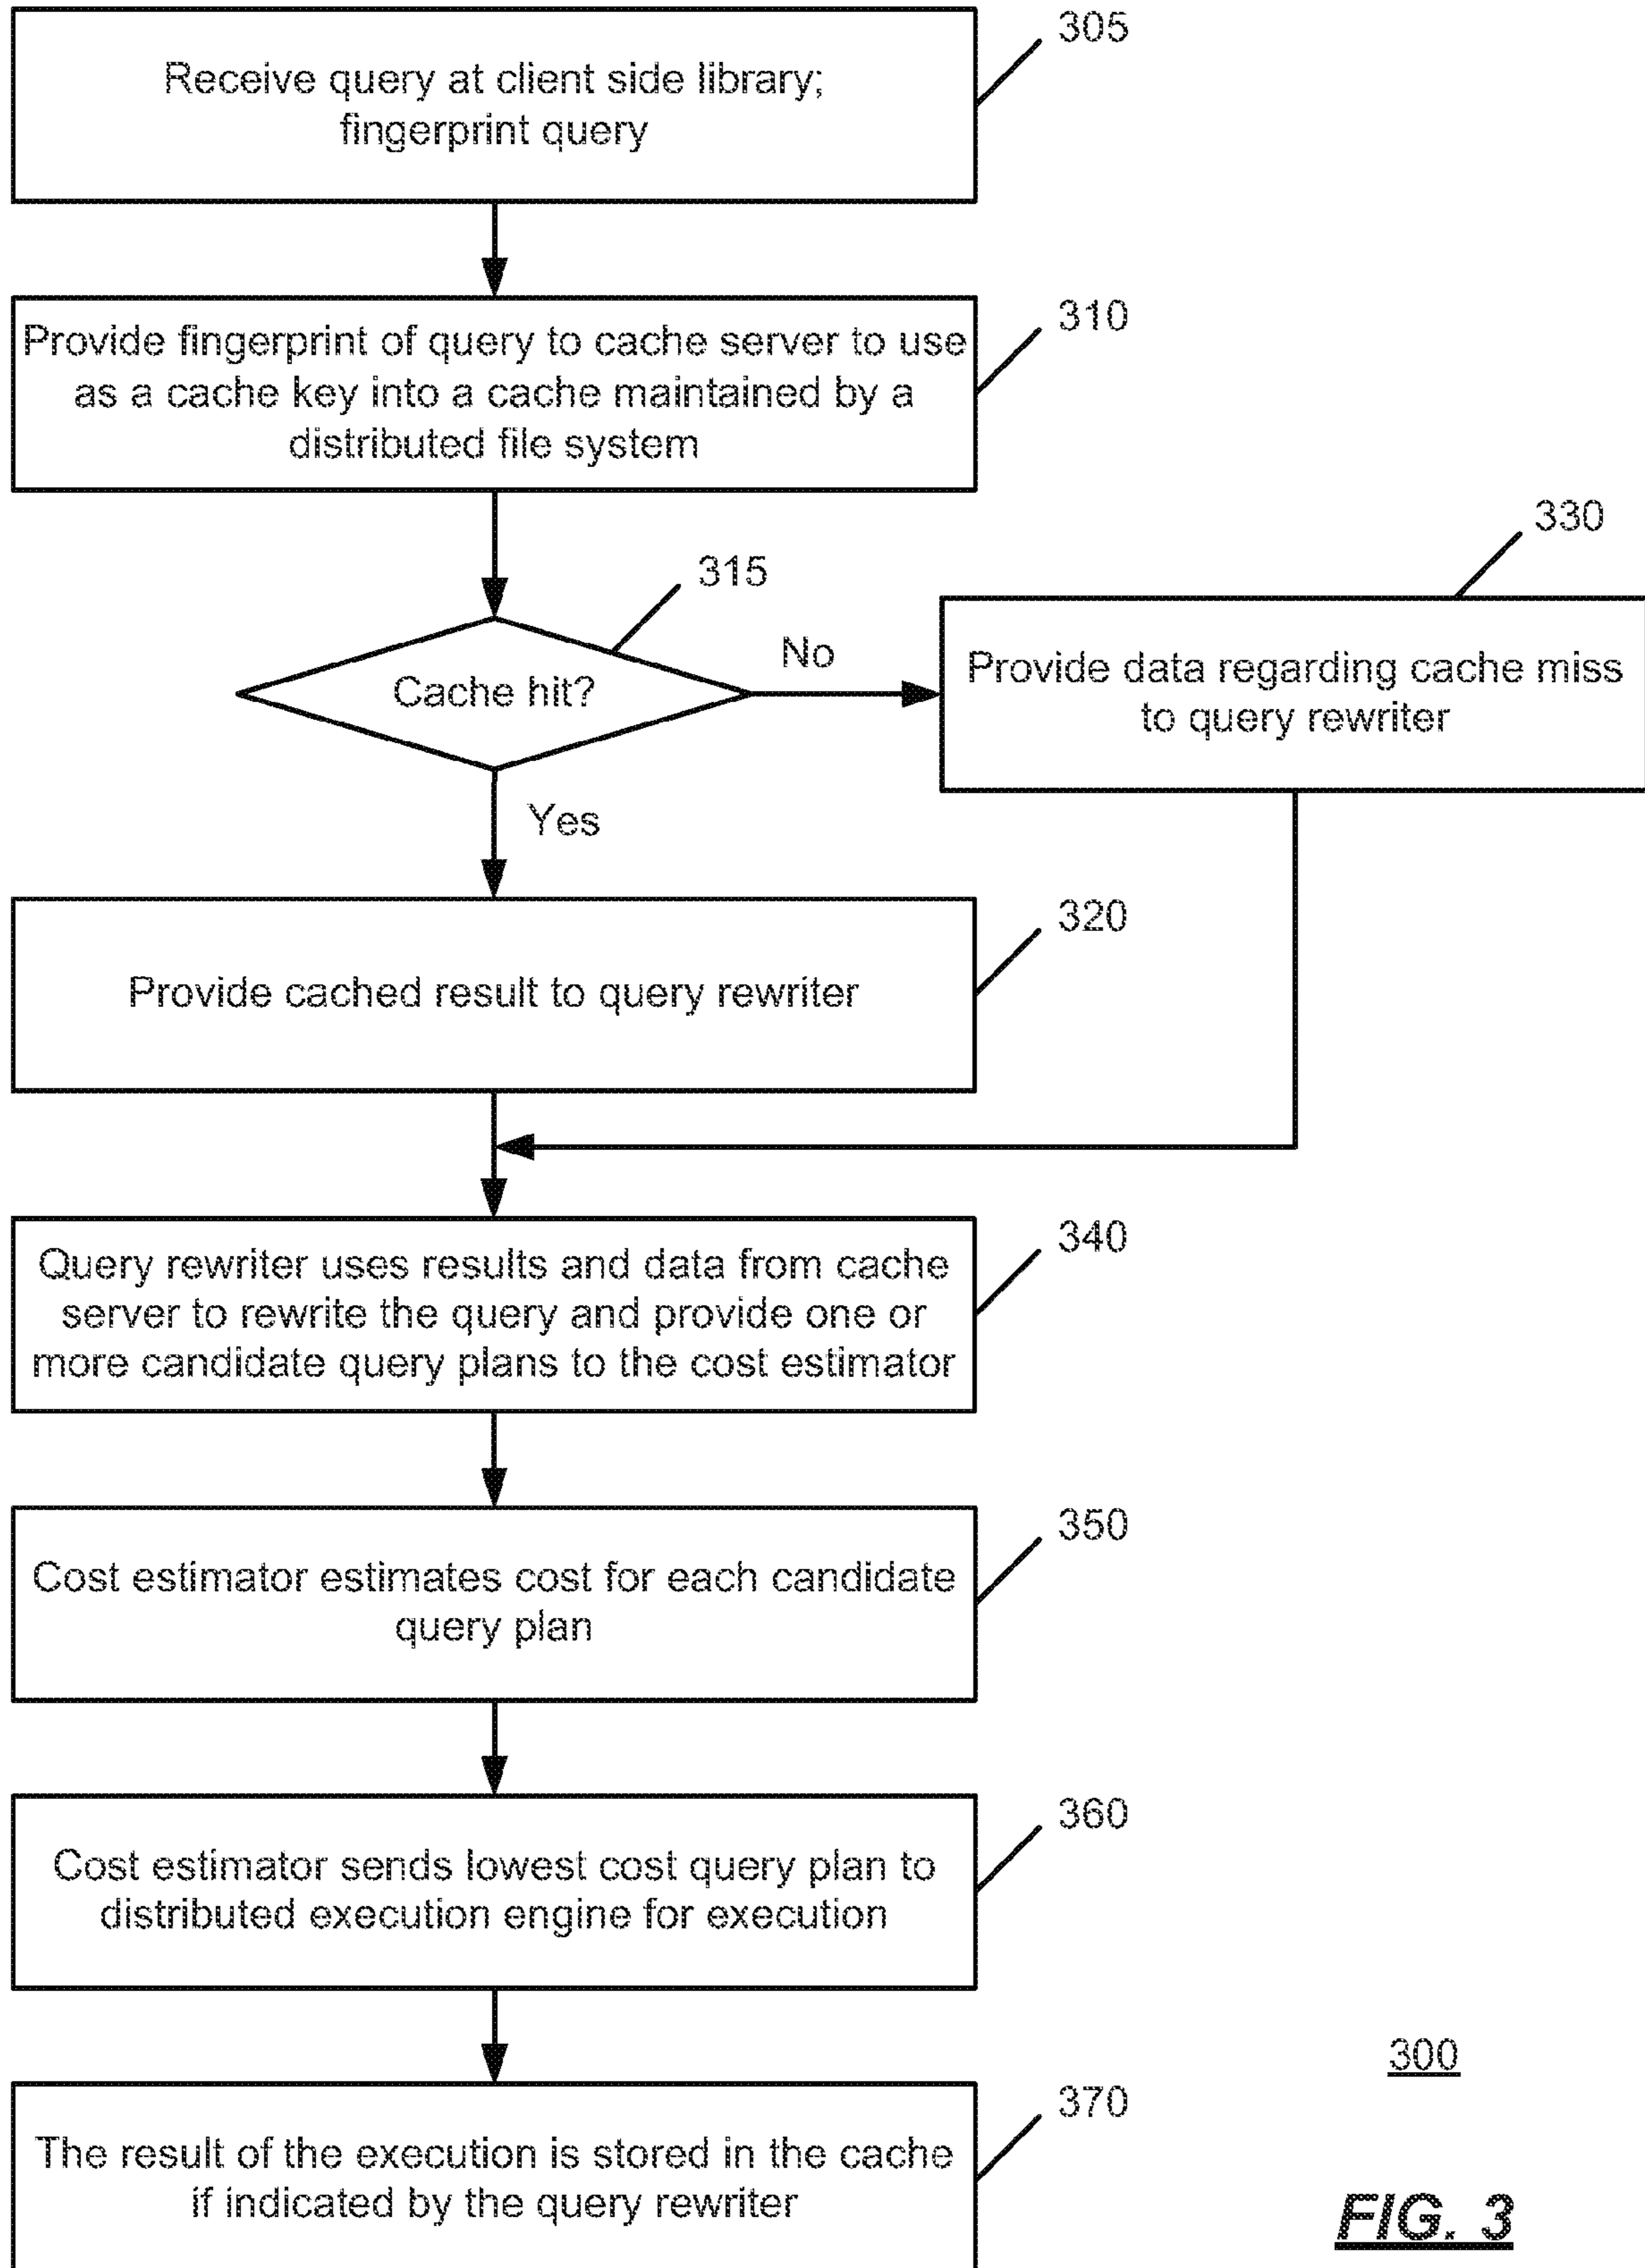 305
Receive query at client side library;
fingerprint query
310
Provide fingerprint of query to cache server to use
as a cache key into a cache maintained by a
distributed file system
315
Cache hit?
No
330
Provide data regarding cache miss
to query rewriter
Yes
320
Provide cached result to query rewriter
340
Query rewriter uses results and data from cache
server to rewrite the query and provide one or
more candidate query plans to the cost estimator
350
Cost estimator estimates cost for each candidate
query plan
360
Cost estimator sends lowest cost query plan to
distributed execution engine for execution
370
The result of the execution is stored in the cache
if indicated by the query rewriter
300
FIG. 3